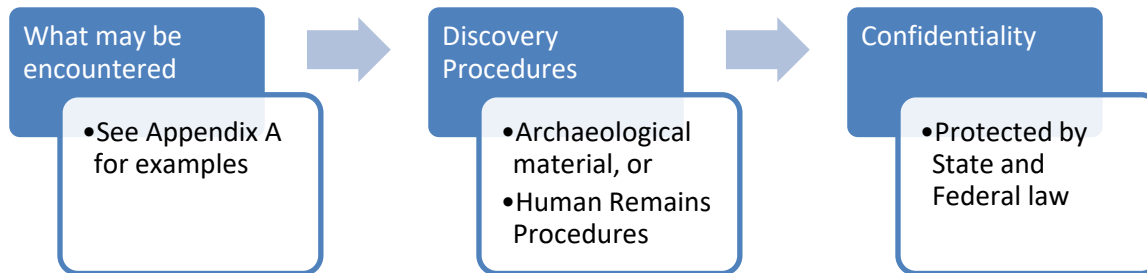 What may be
encountered
•See Appendix A
for examples
Discovery
Procedures
•Archaeological
material, or
•Human Remains
Procedures
Confidentiality
•Protected by
State and
Federal law